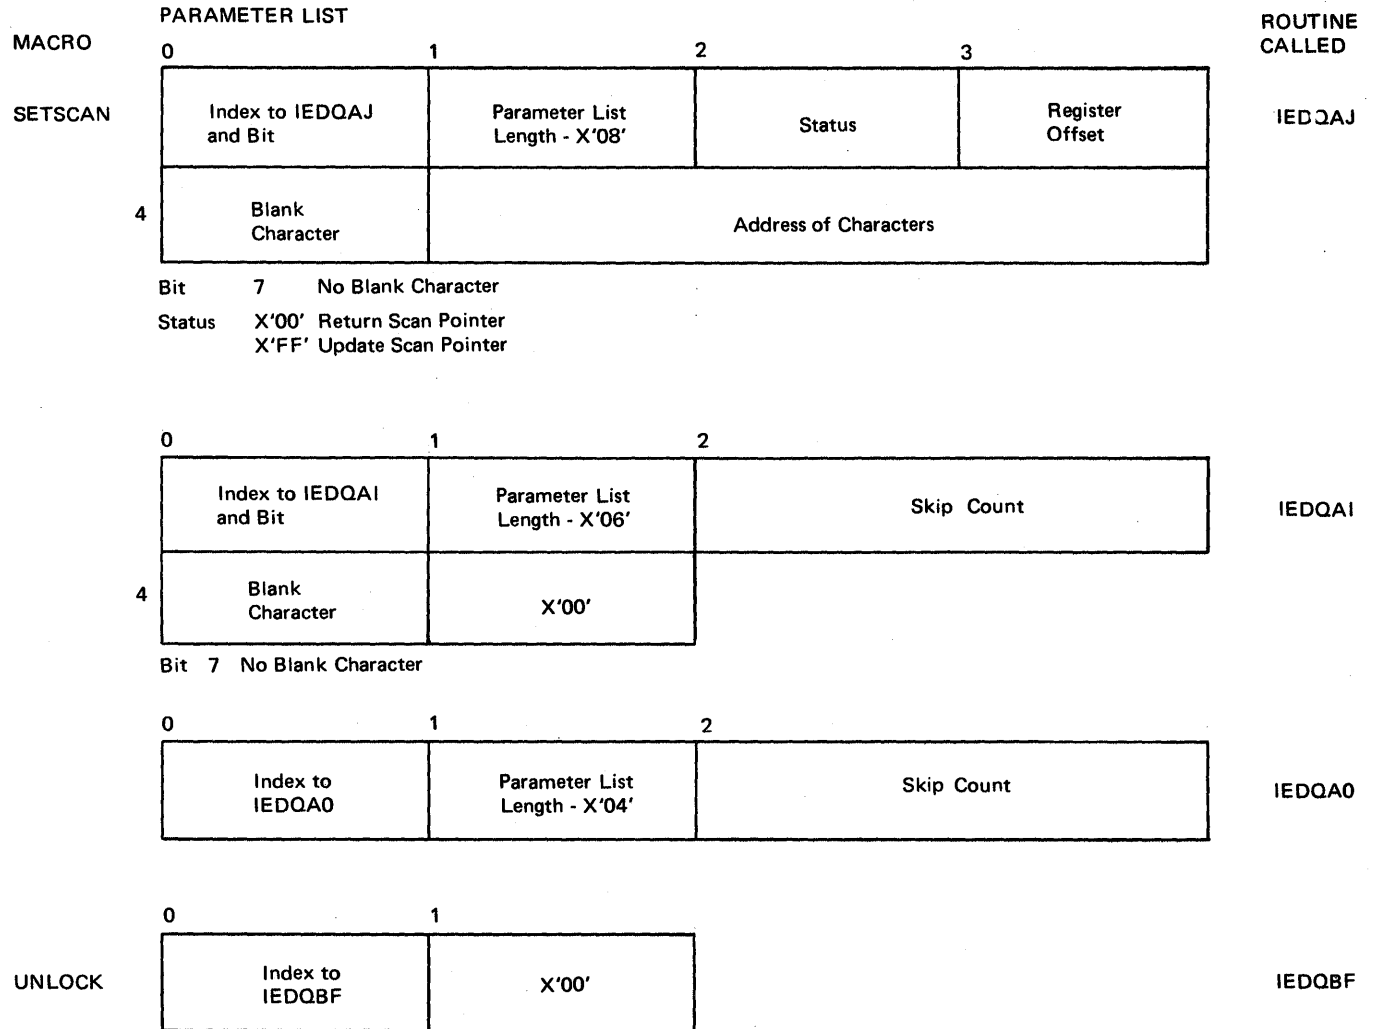 PARAMETER LIST
MACRO
ROUTINE
CALLED
0 1 2 3
SETSCAN
Index to IEDQAJ
and Bit
Parameter List
Length - X'08'
Status
Register
Offset
IEDQAJ
4
Blank
Character
Address of Characters
Bit 7 No Blank Character
Status X'00' Return Scan Pointer
X'FF' Update Scan Pointer
0 1 2
Index to IEDQAI
and Bit
Parameter List
Length - X'06'
Skip Count
IEDQAI
4
Blank
Character
X'00'
Bit 7 No Blank Character
0 1 2
Index to
IEDQA0
Parameter List
Length - X'04'
Skip Count
IEDQA0
0 1
UNLOCK
Index to
IEDQBF
X'00'
IEDQBF